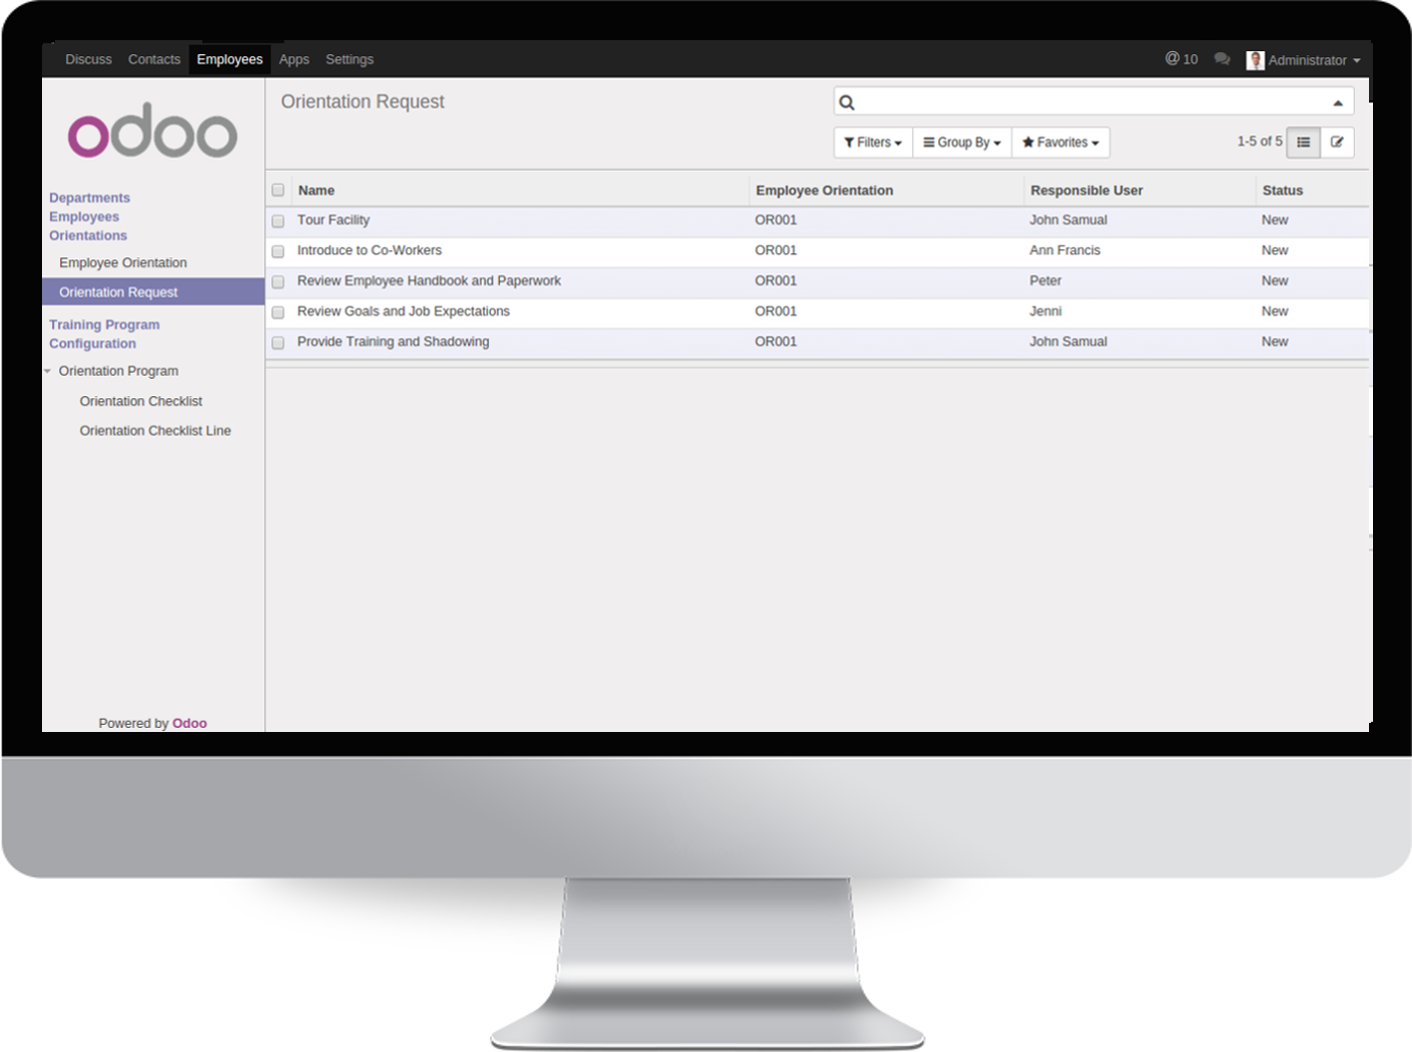 Discuss Contacts Employees Apps Settings @ 10 Administrator
odoo
Departments
Employees
Orientations
Employee Orientation
Orientation Request
Training Program
Configuration
Orientation Program
Orientation Checklist
Orientation Checklist Line
Powered by Odoo
Orientation Request
Filters Group By Favorites 1-5 of 5
Name Employee Orientation Responsible User Status
Tour Facility OR001 John Samual New
Introduce to Co-Workers OR001 Ann Francis New
Review Employee Handbook and Paperwork OR001 Peter New
Review Goals and Job Expectations OR001 Jenni New
Provide Training and Shadowing OR001 John Samual New